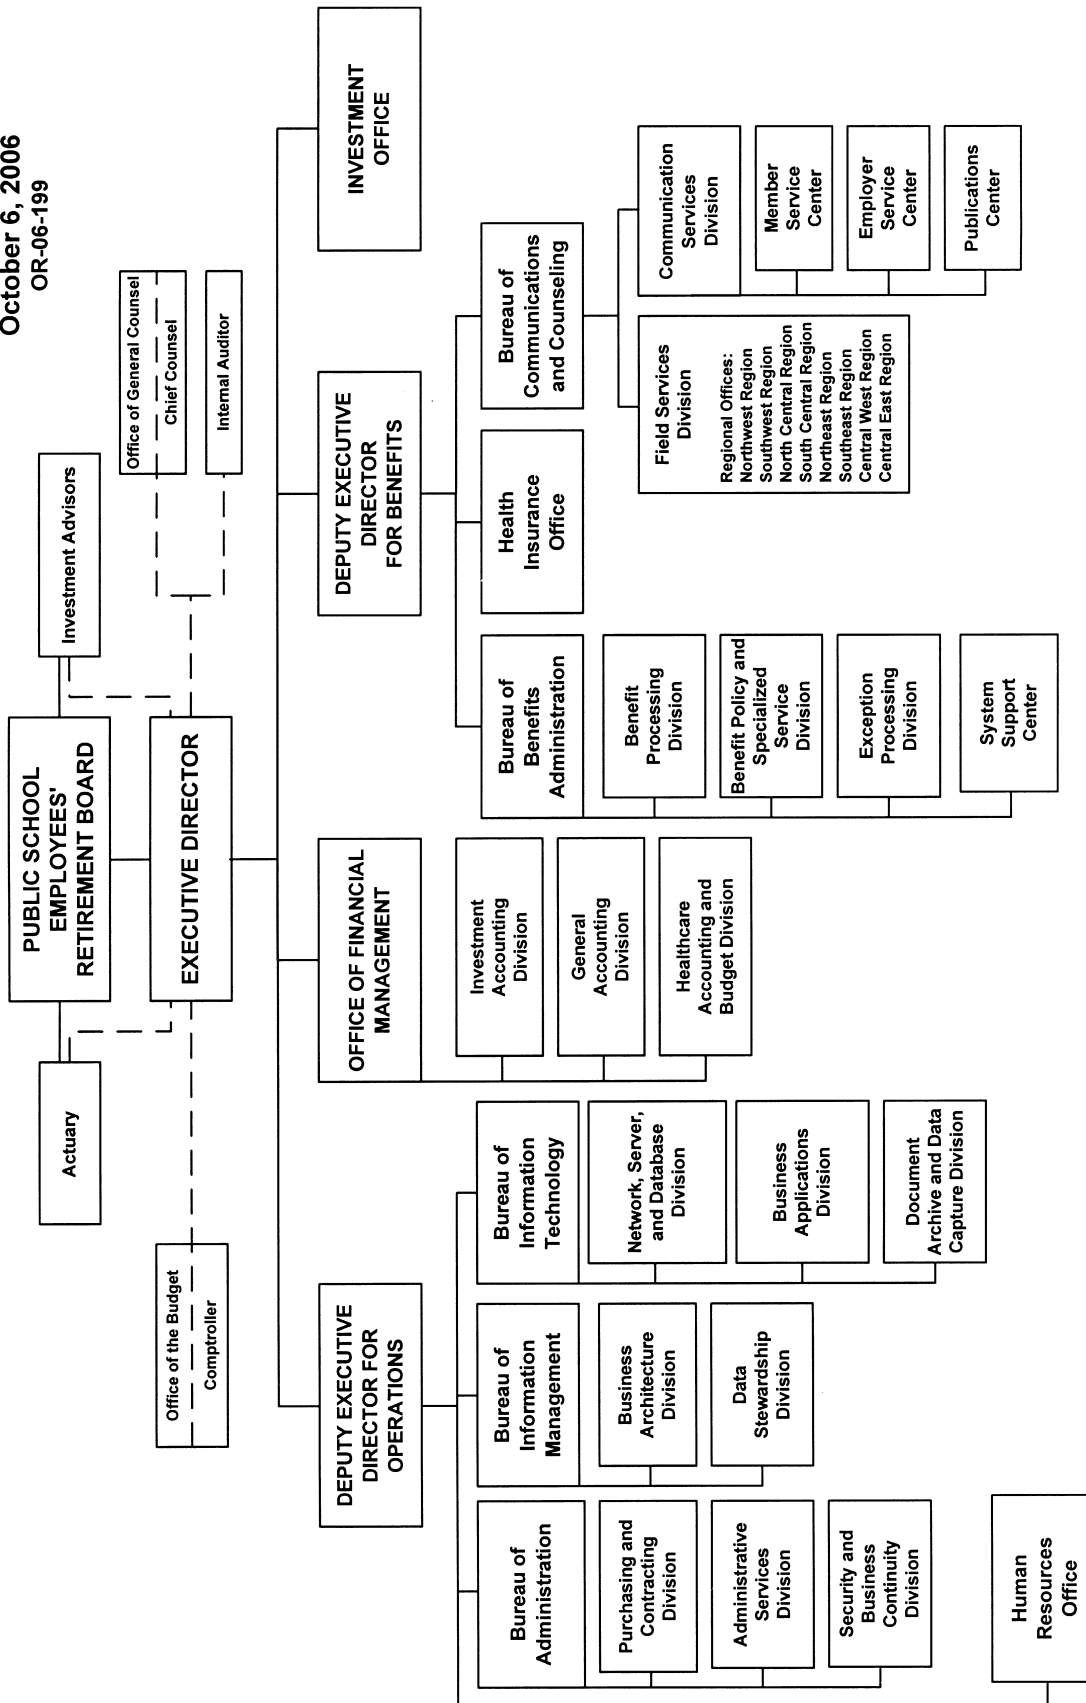 October 6, 2006
OR-06-199
PUBLIC SCHOOL
EMPLOYEES'
RETIREMENT BOARD
Actuary
Investment Advisors
EXECUTIVE DIRECTOR
Office of the Budget
Comptroller
Office of General Counsel
Chief Counsel
Internal Auditor
DEPUTY EXECUTIVE
DIRECTOR FOR
OPERATIONS
OFFICE OF FINANCIAL
MANAGEMENT
DEPUTY EXECUTIVE
DIRECTOR
FOR BENEFITS
INVESTMENT
OFFICE
Bureau of
Administration
Purchasing and
Contracting
Division
Administrative
Services
Division
Security and
Business
Continuity
Division
Human
Resources
Office
Bureau of
Information
Management
Business
Architecture
Division
Data
Stewardship
Division
Bureau of
Information
Technology
Network, Server,
and Database
Division
Business
Applications
Division
Document
Archive and Data
Capture Division
Investment
Accounting
Division
General
Accounting
Division
Healthcare
Accounting and
Budget Division
Bureau of
Benefits
Administration
Benefit
Processing
Division
Benefit Policy and
Specialized
Service
Division
Exception
Processing
Division
System
Support
Center
Health
Insurance
Office
Bureau of
Communications
and Counseling
Field Services
Division
Regional Offices:
Northwest Region
Southwest Region
North Central Region
South Central Region
Northeast Region
Southeast Region
Central West Region
Central East Region
Communication
Services
Division
Member
Service
Center
Employer
Service
Center
Publications
Center